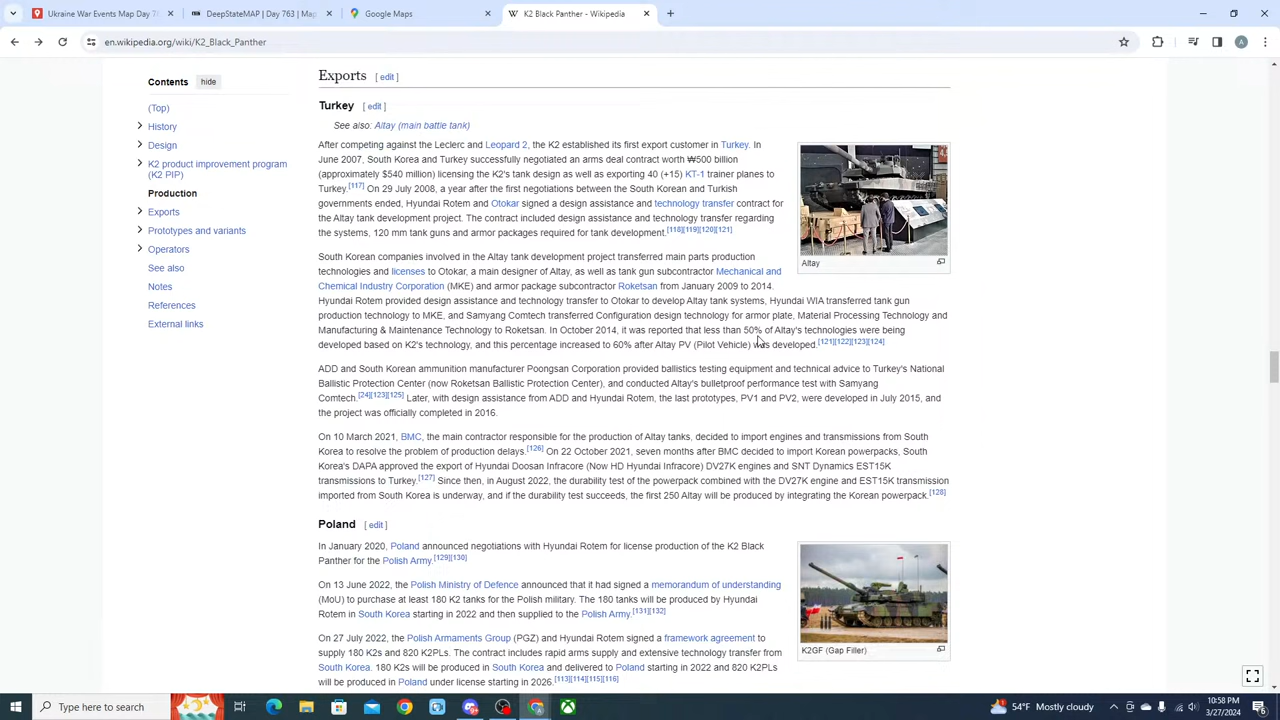 Ukraine War Events Map Day Th
DeepStateMAP | Day 763 | Map
Google Maps
K2 Black Panther - Wikipedia
en.wikipedia.org/wiki/K2_Black_Panther
A
Contents hide
(Top)
History
Design
K2 product improvement program
(K2 PIP)
Production
Exports
Prototypes and variants
Operators
See also
Notes
References
External links
Exports [ edit ]
Turkey [ edit ]
See also: Altay (main battle tank)
After competing against the Leclerc and Leopard 2, the K2 established its first export customer in Turkey. In
June 2007, South Korea and Turkey successfully negotiated an arms deal contract worth ₩500 billion
(approximately $540 million) licensing the K2's tank design as well as exporting 40 (+15) KT-1 trainer planes to
Turkey.[117] On 29 July 2008, a year after the first negotiations between the South Korean and Turkish
governments ended, Hyundai Rotem and Otokar signed a design assistance and technology transfer contract for
the Altay tank development project. The contract included design assistance and technology transfer regarding
the systems, 120 mm tank guns and armor packages required for tank development.[118][119][120][121]
Altay
South Korean companies involved in the Altay tank development project transferred main parts production
technologies and licenses to Otokar, a main designer of Altay, as well as tank gun subcontractor Mechanical and
Chemical Industry Corporation (MKE) and armor package subcontractor Roketsan from January 2009 to 2014.
Hyundai Rotem provided design assistance and technology transfer to Otokar to develop Altay tank systems, Hyundai WIA transferred tank gun
production technology to MKE, and Samyang Comtech transferred Configuration design technology for armor plate, Material Processing Technology and
Manufacturing & Maintenance Technology to Roketsan. In October 2014, it was reported that less than 50% of Altay's technologies were being
developed based on K2's technology, and this percentage increased to 60% after Altay PV (Pilot Vehicle) was developed.[121][122][123][124]
ADD and South Korean ammunition manufacturer Poongsan Corporation provided ballistics testing equipment and technical advice to Turkey's National
Ballistic Protection Center (now Roketsan Ballistic Protection Center), and conducted Altay's bulletproof performance test with Samyang
Comtech.[24][123][125] Later, with design assistance from ADD and Hyundai Rotem, the last prototypes, PV1 and PV2, were developed in July 2015, and
the project was officially completed in 2016.
On 10 March 2021, BMC, the main contractor responsible for the production of Altay tanks, decided to import engines and transmissions from South
Korea to resolve the problem of production delays.[126] On 22 October 2021, seven months after BMC decided to import Korean powerpacks, South
Korea's DAPA approved the export of Hyundai Doosan Infracore (Now HD Hyundai Infracore) DV27K engines and SNT Dynamics EST15K
transmissions to Turkey.[127] Since then, in August 2022, the durability test of the powerpack combined with the DV27K engine and EST15K transmission
imported from South Korea is underway, and if the durability test succeeds, the first 250 Altay will be produced by integrating the Korean powerpack.[128]
Poland [ edit ]
In January 2020, Poland announced negotiations with Hyundai Rotem for license production of the K2 Black
Panther for the Polish Army.[129][130]
On 13 June 2022, the Polish Ministry of Defence announced that it had signed a memorandum of understanding
(MoU) to purchase at least 180 K2 tanks for the Polish military. The 180 tanks will be produced by Hyundai
Rotem in South Korea starting in 2022 and then supplied to the Polish Army.[131][132]
On 27 July 2022, the Polish Armaments Group (PGZ) and Hyundai Rotem signed a framework agreement to
supply 180 K2s and 820 K2PLs. The contract includes rapid arms supply and extensive technology transfer from
South Korea. 180 K2s will be produced in South Korea and delivered to Poland starting in 2022 and 820 K2PLs
will be produced in Poland under license starting in 2026.[113][114][115][116]
K2GF (Gap Filler)
Type here to search
54°F Mostly cloudy
10:58 PM
3/27/2024